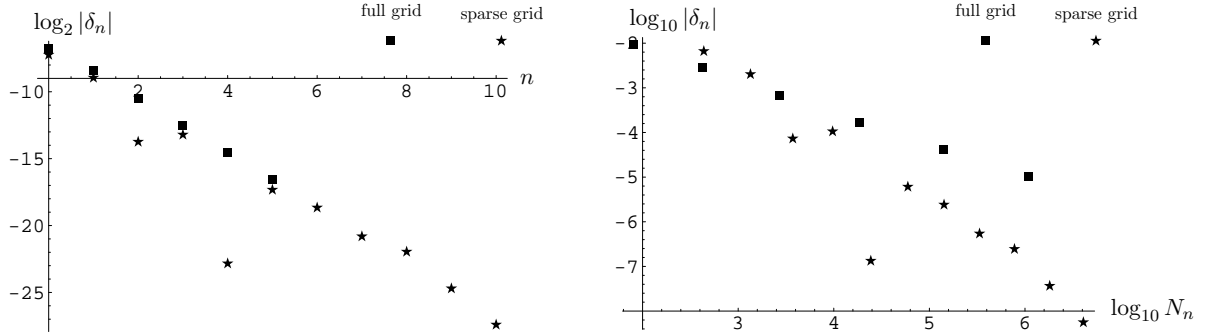 full grid sparse grid
log₂ |δₙ|
n
2 4 6 8 10
-10
-15
-20
-25
full grid sparse grid
log₁₀ |δₙ|
-2
-3
-4
-5
-6
-7
3 4 5 6
log₁₀ Nₙ